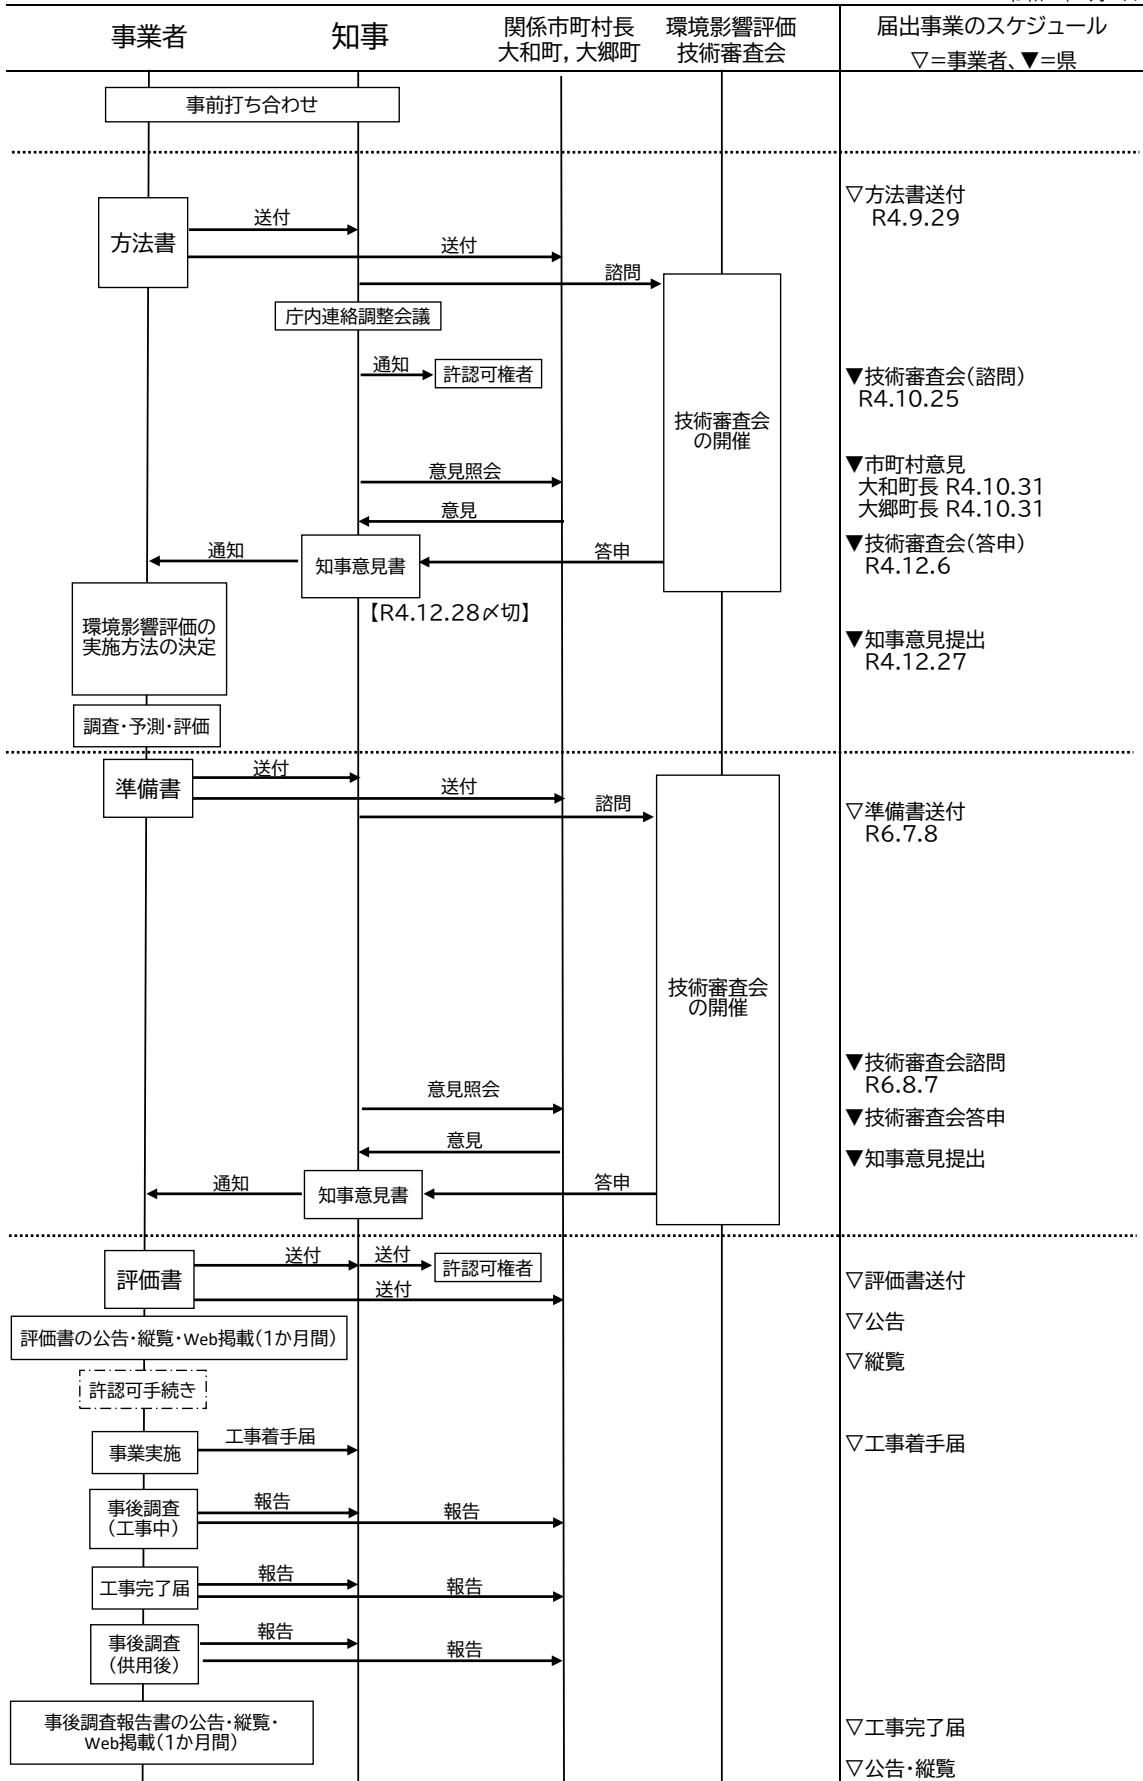 事業者
知事
関係市町村長
大和町，大郷町
環境影響評価
技術審査会
届出事業のスケジュール
▽＝事業者、▼＝県
事前打ち合わせ
方法書
送付
送付
諮問
▽方法書送付
R4.9.29
庁内連絡調整会議
通知
許認可権者
▼技術審査会(諮問)
R4.10.25
技術審査会
の開催
意見照会
▼市町村意見
大和町長 R4.10.31
大郷町長 R4.10.31
意見
通知
知事意見書
答申
▼技術審査会(答申)
R4.12.6
【R4.12.28〆切】
環境影響評価の
実施方法の決定
▼知事意見提出
R4.12.27
調査・予測・評価
準備書
送付
送付
諮問
▽準備書送付
R6.7.8
技術審査会
の開催
▼技術審査会諮問
R6.8.7
意見照会
▼技術審査会答申
意見
▼知事意見提出
通知
知事意見書
答申
評価書
送付
送付
許認可権者
送付
▽評価書送付
評価書の公告・縦覧・Web掲載(1か月間)
▽公告
▽縦覧
許認可手続き
事業実施
工事着手届
▽工事着手届
事後調査
(工事中)
報告
報告
工事完了届
報告
報告
事後調査
(供用後)
報告
報告
事後調査報告書の公告・縦覧・
Web掲載(1か月間)
▽工事完了届
▽公告・縦覧